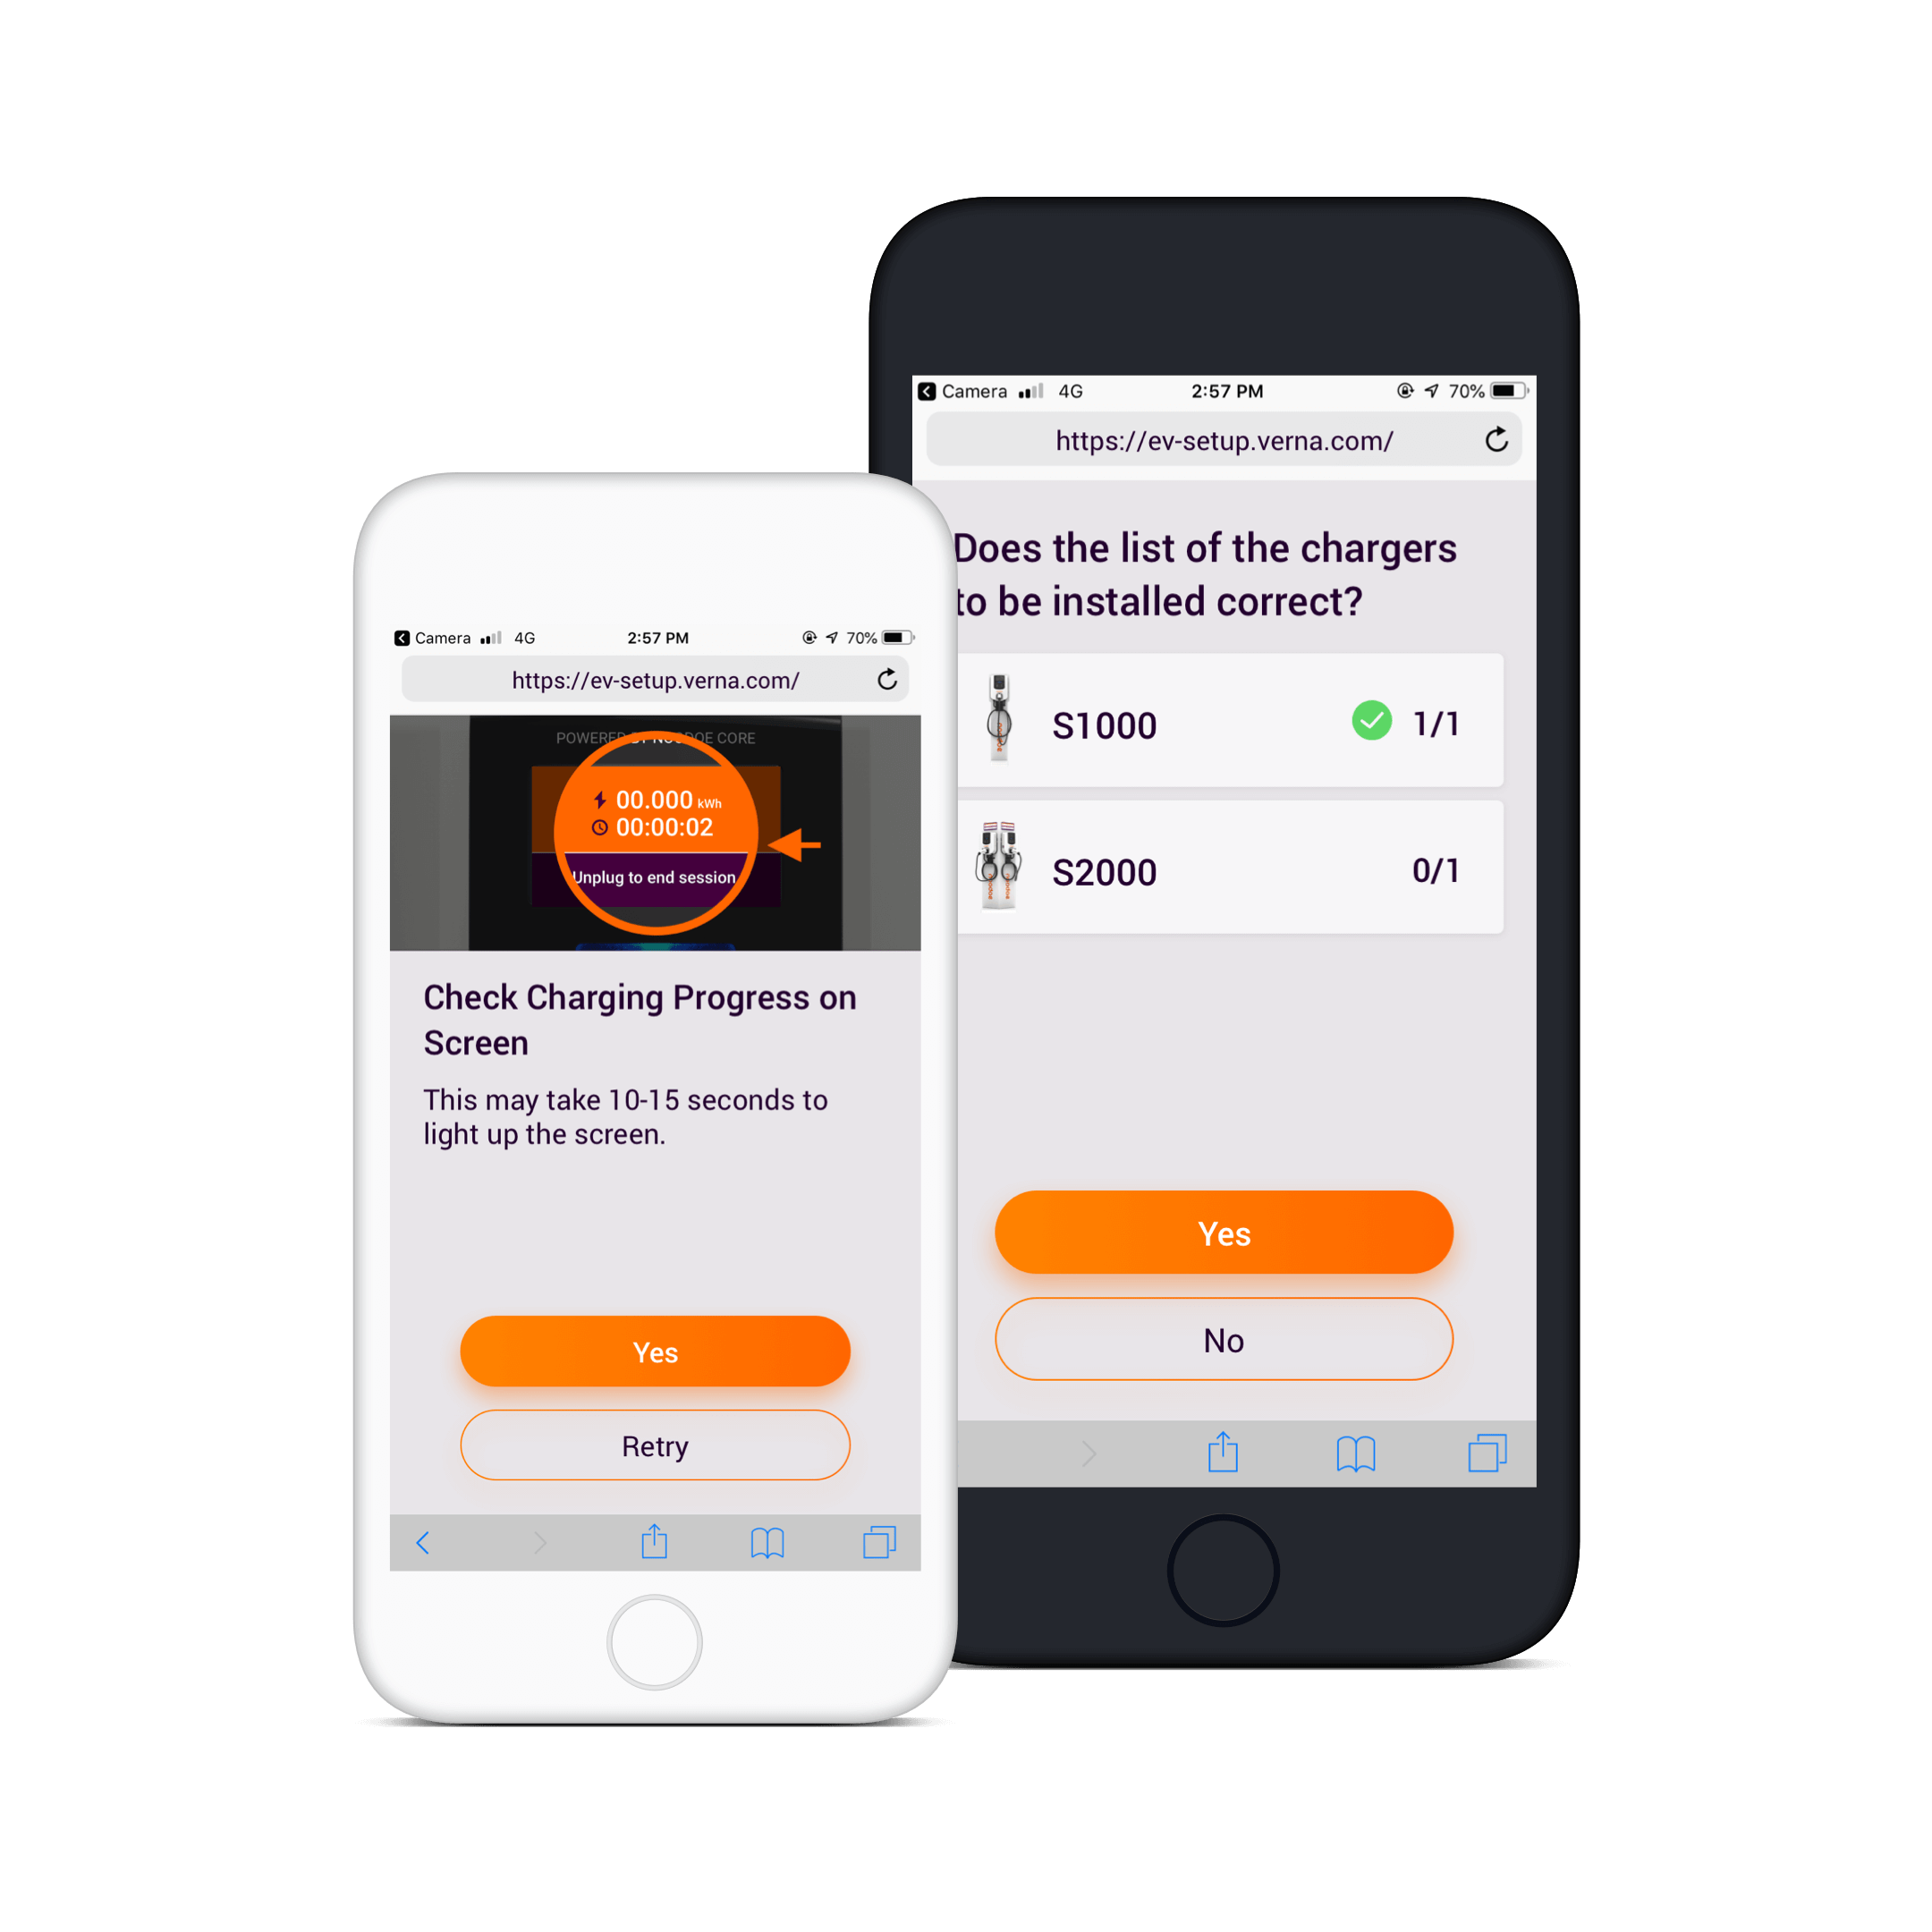 Camera 4G 2:57 PM 70%
https://ev-setup.verna.com/
POWERED BY NOODOE CORE
00.000 kWh
00:00:02
Unplug to end session
Check Charging Progress on
Screen
This may take 10-15 seconds to
light up the screen.
Yes
Retry
Camera 4G 2:57 PM 70%
https://ev-setup.verna.com/
Does the list of the chargers
to be installed correct?
S1000 1/1
S2000 0/1
Yes
No